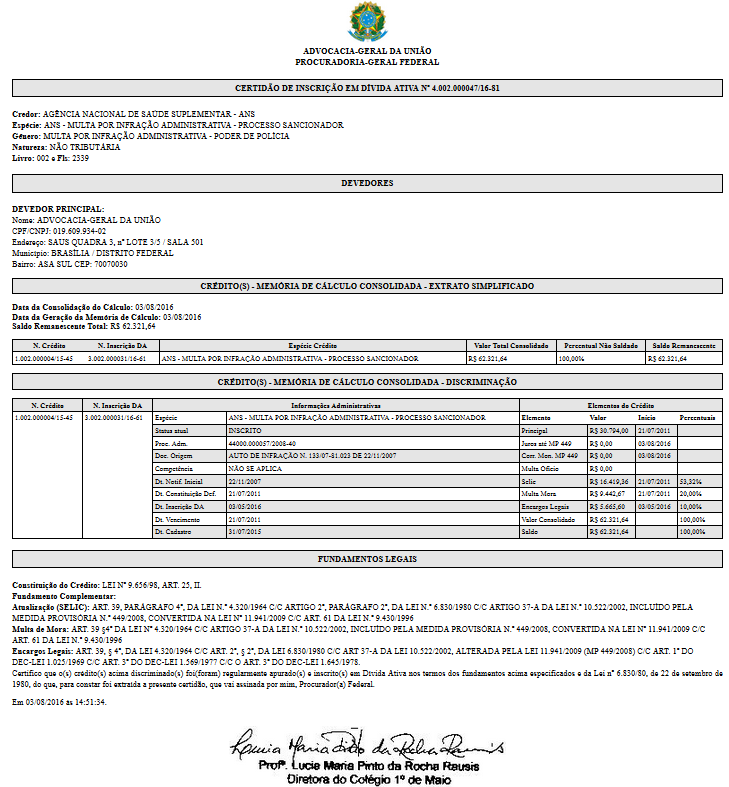 ADVOCACIA-GERAL DA UNIÃO
PROCURADORIA-GERAL FEDERAL
CERTIDÃO DE INSCRIÇÃO EM DÍVIDA ATIVA Nº 4.002.000047/16-81
Credor: AGÊNCIA NACIONAL DE SAÚDE SUPLEMENTAR - ANS
Espécie: ANS - MULTA POR INFRAÇÃO ADMINISTRATIVA - PROCESSO SANCIONADOR
Gênero: MULTA POR INFRAÇÃO ADMINISTRATIVA - PODER DE POLÍCIA
Natureza: NÃO TRIBUTÁRIA
Livro: 002 e Fls: 2339
DEVEDORES
DEVEDOR PRINCIPAL:
Nome: ADVOCACIA-GERAL DA UNIÃO
CPF/CNPJ: 019.609.934-02
Endereço: SAUS QUADRA 3, nº LOTE 3/5 / SALA 501
Município: BRASÍLIA / DISTRITO FEDERAL
Bairro: ASA SUL CEP: 70070030
CRÉDITO(S) - MEMÓRIA DE CÁLCULO CONSOLIDADA - EXTRATO SIMPLIFICADO
Data da Consolidação do Cálculo: 03/08/2016
Data da Geração da Memória de Cálculo: 03/08/2016
Saldo Remanescente Total: R$ 62.321,64
N. Crédito N. Inscrição DA Espécie Crédito Valor Total Consolidado Percentual Não Saldado Saldo Remanescente
1.002.000004/15-45 3.002.000031/16-61 ANS - MULTA POR INFRAÇÃO ADMINISTRATIVA - PROCESSO SANCIONADOR R$ 62.321,64 100,00% R$ 62.321,64
CRÉDITO(S) - MEMÓRIA DE CÁLCULO CONSOLIDADA - DISCRIMINAÇÃO
N. Crédito N. Inscrição DA Informações Administrativas Elementos do Crédito
1.002.000004/15-45 3.002.000031/16-61 Espécie ANS - MULTA POR INFRAÇÃO ADMINISTRATIVA - PROCESSO SANCIONADOR Elemento Valor Início Percentuais
Status atual INSCRITO Principal R$ 30.794,00 21/07/2011
Proc. Adm. 44000.000057/2008-40 Juros até MP 449 R$ 0,00 03/08/2016
Doc. Origem AUTO DE INFRAÇÃO N. 133/07-81.023 DE 22/11/2007 Corr. Mon. MP 449 R$ 0,00 03/08/2016
Competência NÃO SE APLICA Multa Oficio R$ 0,00
Dt. Notif. Inicial 22/11/2007 Selic R$ 16.419,36 21/07/2011 53,32%
Dt. Constituição Def. 21/07/2011 Multa Mora R$ 9.442,67 21/07/2011 20,00%
Dt. Inscrição DA 03/05/2016 Encargos Legais R$ 5.665,60 03/05/2016 10,00%
Dt. Vencimento 21/07/2011 Valor Consolidado R$ 62.321,64 100,00%
Dt. Cadastro 31/07/2015 Saldo R$ 62.321,64 100,00%
FUNDAMENTOS LEGAIS
Constituição do Crédito: LEI Nº 9.656/98, ART. 25, II.
Fundamento Complementar:
Atualização (SELIC): ART. 39, PARÁGRAFO 4º, DA LEI N.º 4.320/1964 C/C ARTIGO 2º, PARÁGRAFO 2º, DA LEI N.º 6.830/1980 C/C ARTIGO 37-A DA LEI N.º 10.522/2002, INCLUÍDO PELA
MEDIDA PROVISÓRIA N.º 449/2008, CONVERTIDA NA LEI Nº 11.941/2009 C/C ART. 61 DA LEI N.º 9.430/1996
Multa de Mora: ART. 39 §4º DA LEI Nº 4.320/1964 C/C ARTIGO 37-A DA LEI N.º 10.522/2002, INCLUÍDO PELA MEDIDA PROVISÓRIA N.º 449/2008, CONVERTIDA NA LEI Nº 11.941/2009 C/C
ART. 61 DA LEI N.º 9.430/1996
Encargos Legais: ART. 39, § 4º, DA LEI 4.320/1964 C/C ART. 2º, § 2º, DA LEI 6.830/1980 C/C ART 37-A DA LEI 10.522/2002, ALTERADA PELA LEI 11.941/2009 (MP 449/2008) C/C ART. 1º DO
DEC-LEI 1.025/1969 C/C ART. 3º DO DEC-LEI 1.569/1977 C/C O ART. 3º DO DEC-LEI 1.645/1978.
Certifico que o(s) crédito(s) acima discriminado(s) foi(foram) regularmente apurado(s) e inscrito(s) em Dívida Ativa nos termos dos fundamentos acima especificados e da Lei nº 6.830/80, de 22 de setembro de
1980, do que, para constar foi extraída a presente certidão, que vai assinada por mim, Procurador(a) Federal.
Em 03/08/2016 às 14:51:34.
Lucia Maria Pinto da Rocha Rausis
Profª. Lucia Maria Pinto da Rocha Rausis
Diretora do Colégio 1º de Maio